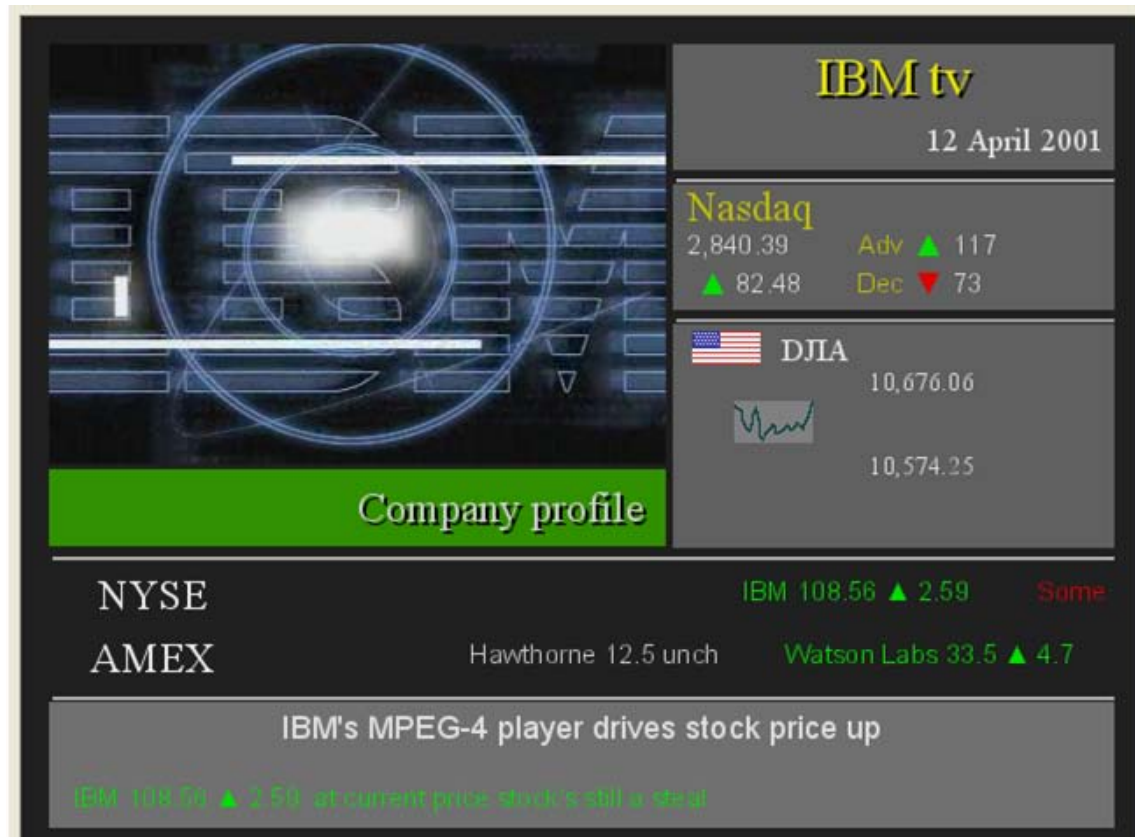 IBM tv
12 April 2001
Nasdaq
2,840.39 Adv ▲ 117
▲ 82.48 Dec ▼ 73
DJIA
10,676.06
10,574.25
Company profile
NYSE IBM 108.56 ▲ 2.59 Some
AMEX Hawthorne 12.5 unch Watson Labs 33.5 ▲ 4.7
IBM's MPEG-4 player drives stock price up
IBM 108.56 ▲ 2.59 at current price stock's still a steal